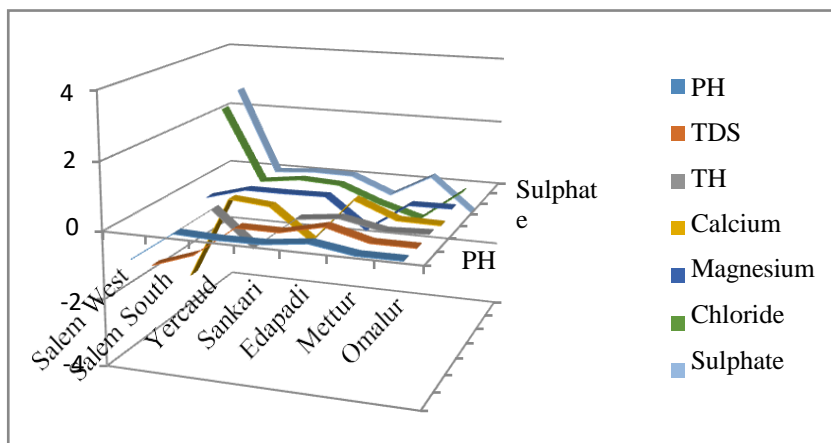 4
2
0
-2
-4
Salem West
Salem South
Yercaud
Sankari
Edapadi
Mettur
Omalur
Sulphat
e
PH
PH
TDS
TH
Calcium
Magnesium
Chloride
Sulphate